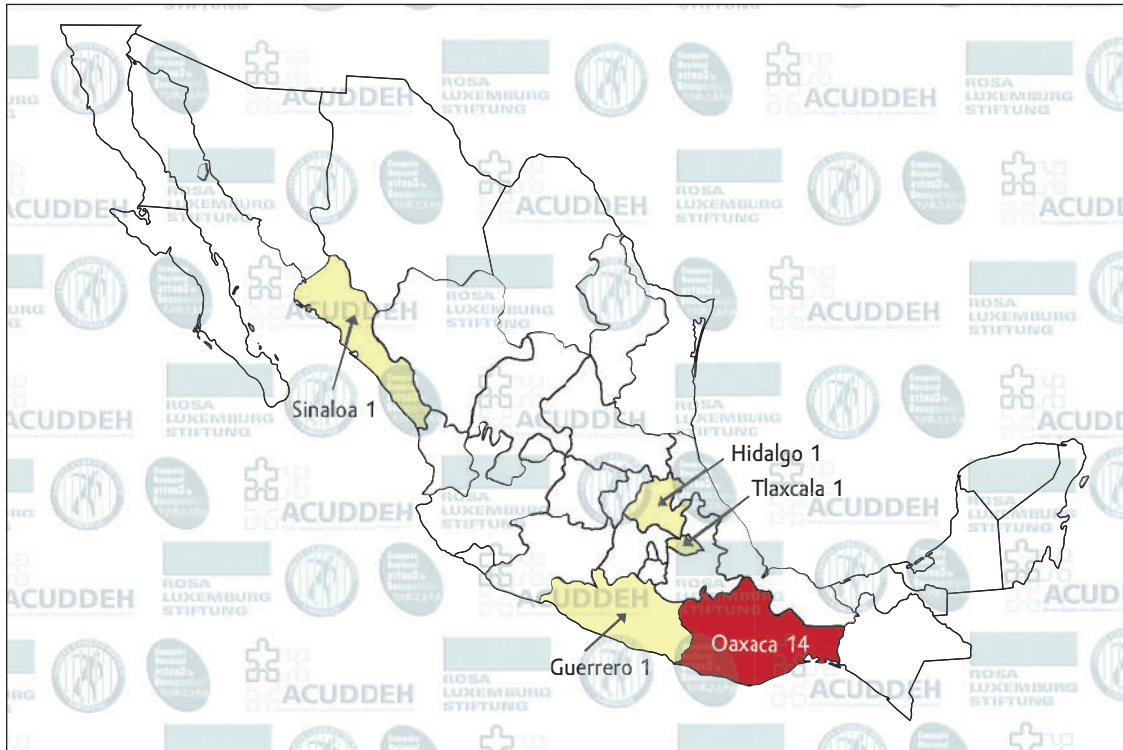 Sinaloa 1
Hidalgo 1
Tlaxcala 1
Oaxaca 14
Guerrero 1
ACUDDEH
ROSA
LUXEMBURG
STIFTUNG